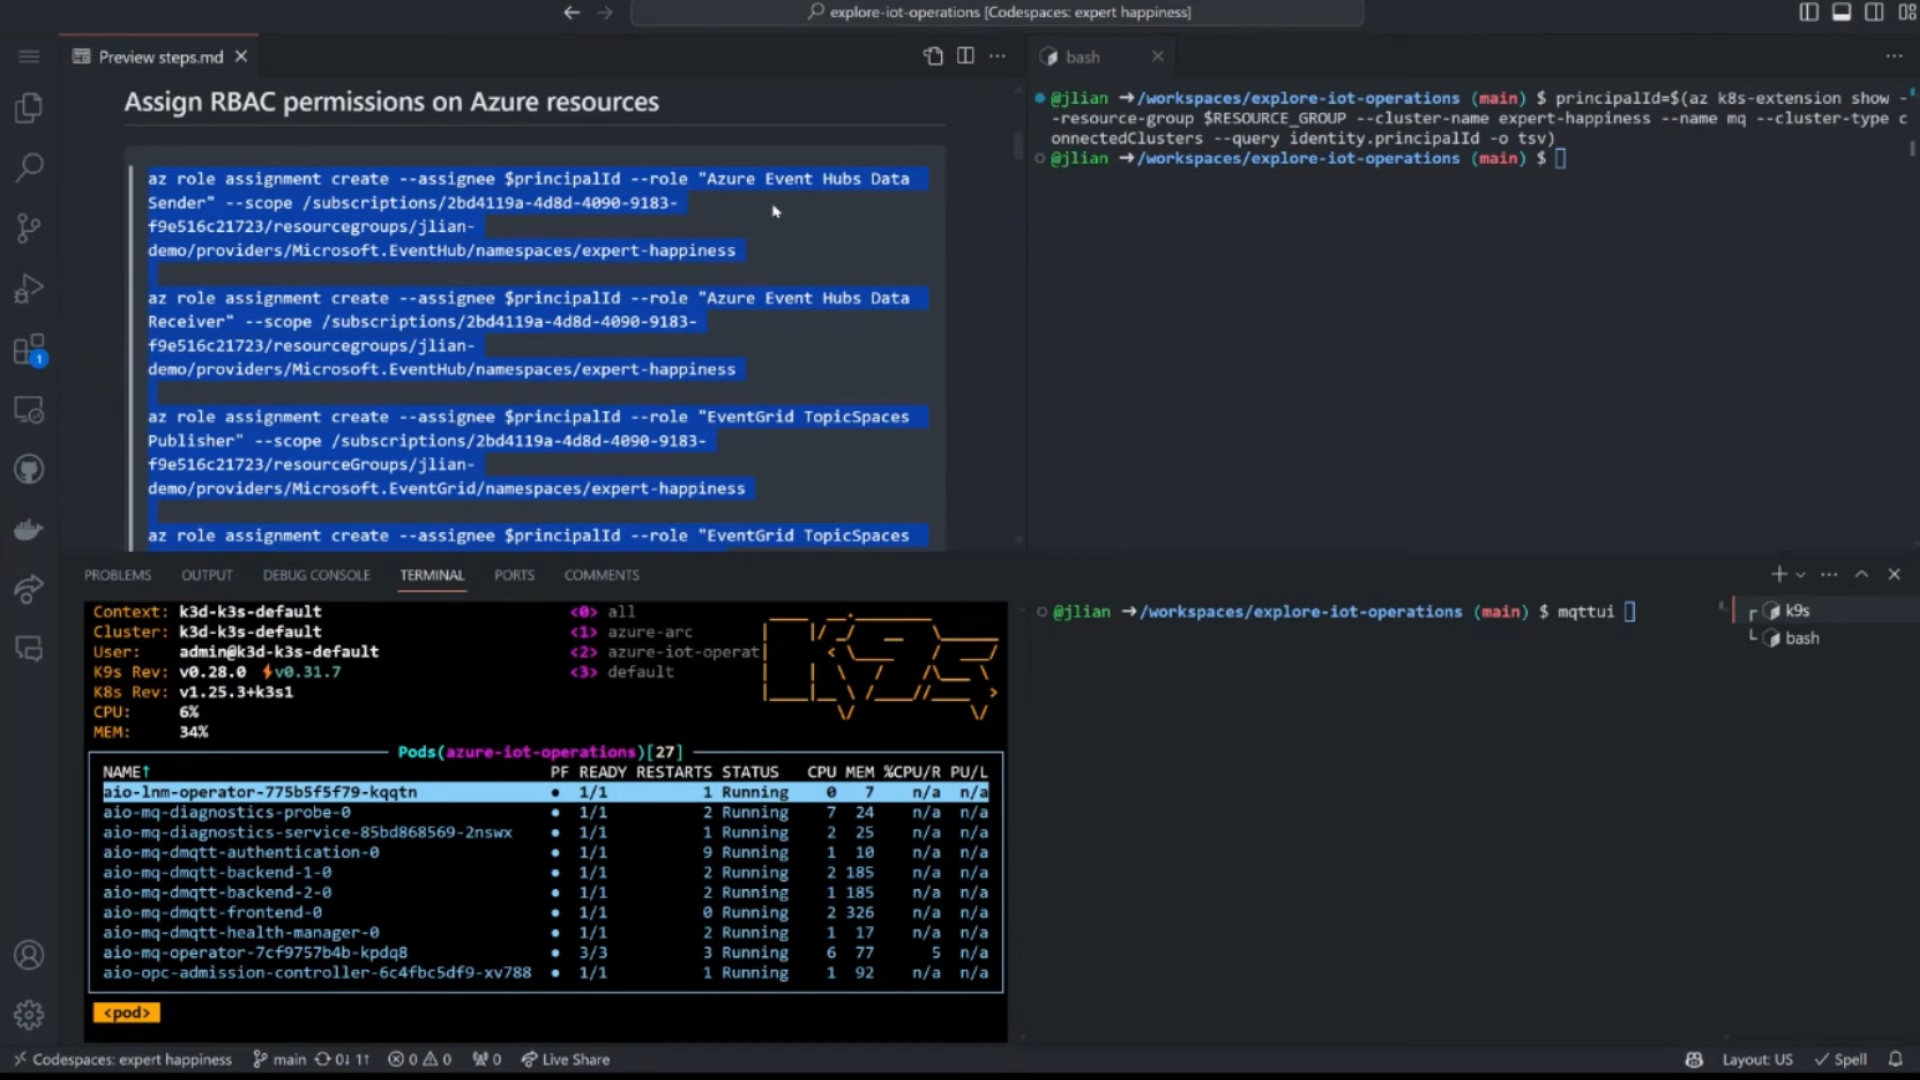 explore-iot-operations [Codespaces: expert happiness]
Preview steps.md
Assign RBAC permissions on Azure resources
az role assignment create --assignee $principalId --role "Azure Event Hubs Data
Sender" --scope /subscriptions/2bd4119a-4d8d-4090-9183-
f9e516c21723/resourcegroups/jlian-
demo/providers/Microsoft.EventHub/namespaces/expert-happiness
az role assignment create --assignee $principalId --role "Azure Event Hubs Data
Receiver" --scope /subscriptions/2bd4119a-4d8d-4090-9183-
f9e516c21723/resourcegroups/jlian-
demo/providers/Microsoft.EventHub/namespaces/expert-happiness
az role assignment create --assignee $principalId --role "EventGrid TopicSpaces
Publisher" --scope /subscriptions/2bd4119a-4d8d-4090-9183-
f9e516c21723/resourceGroups/jlian-
demo/providers/Microsoft.EventGrid/namespaces/expert-happiness
az role assignment create --assignee $principalId --role "EventGrid TopicSpaces
bash
@jlian →/workspaces/explore-iot-operations (main) $ principalId=$(az k8s-extension show -
-resource-group $RESOURCE_GROUP --cluster-name expert-happiness --name mq --cluster-type c
onnectedClusters --query identity.principalId -o tsv)
@jlian →/workspaces/explore-iot-operations (main) $
1
PROBLEMS OUTPUT DEBUG CONSOLE TERMINAL PORTS COMMENTS
Context: k3d-k3s-default <0> all
Cluster: k3d-k3s-default <1> azure-arc
User: admin@k3d-k3s-default <2> azure-iot-operat
K9s Rev: v0.28.0 ⚡v0.31.7 <3> default
K8s Rev: v1.25.3+k3s1
CPU: 6%
MEM: 34%
K9s
Pods(azure-iot-operations)[27]
NAME↑ PF READY RESTARTS STATUS CPU MEM %CPU/R PU/L
aio-lnm-operator-775b5f5f79-kqqtn ● 1/1 1 Running 0 7 n/a n/a
aio-mq-diagnostics-probe-0 ● 1/1 2 Running 7 24 n/a n/a
aio-mq-diagnostics-service-85bd868569-2nswx ● 1/1 1 Running 2 25 n/a n/a
aio-mq-dmqtt-authentication-0 ● 1/1 9 Running 1 10 n/a n/a
aio-mq-dmqtt-backend-1-0 ● 1/1 2 Running 2 185 n/a n/a
aio-mq-dmqtt-backend-2-0 ● 1/1 2 Running 1 185 n/a n/a
aio-mq-dmqtt-frontend-0 ● 1/1 0 Running 2 326 n/a n/a
aio-mq-dmqtt-health-manager-0 ● 1/1 2 Running 1 17 n/a n/a
aio-mq-operator-7cf9757b4b-kpdq8 ● 3/3 3 Running 6 77 5 n/a
aio-opc-admission-controller-6c4fbc5df9-xv788 ● 1/1 1 Running 1 92 n/a n/a
<pod>
@jlian →/workspaces/explore-iot-operations (main) $ mqttui
k9s
bash
Codespaces: expert happiness main 0↓ 1↑ 0 0 0 Live Share
Layout: US Spell